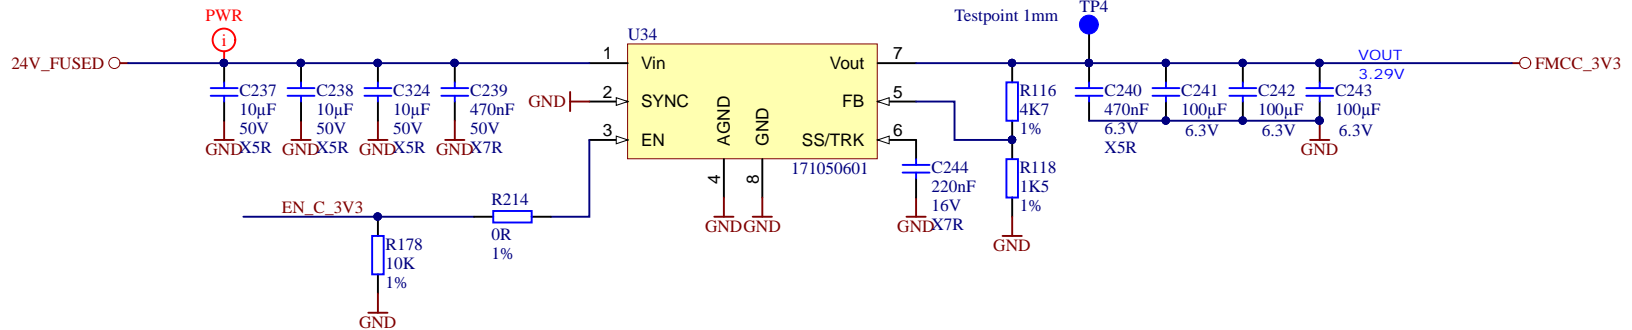 PWR
i
24V_FUSED
C237
10µF
50V
X5R
GND
C238
10µF
50V
X5R
GND
C324
10µF
50V
X5R
GND
C239
470nF
50V
X7R
GND
U34
1
Vin
GND
2
SYNC
3
EN
AGND
4
GND
8
GND
GND
Vout
7
FB
5
SS/TRK
6
171050601
EN_C_3V3
R214
0R
1%
R178
10K
1%
GND
C244
220nF
16V
X7R
GND
R116
4K7
1%
R118
1K5
1%
GND
Testpoint 1mm
TP4
C240
470nF
6.3V
X5R
C241
100µF
6.3V
C242
100µF
6.3V
C243
100µF
6.3V
GND
VOUT
3.29V
FMCC_3V3